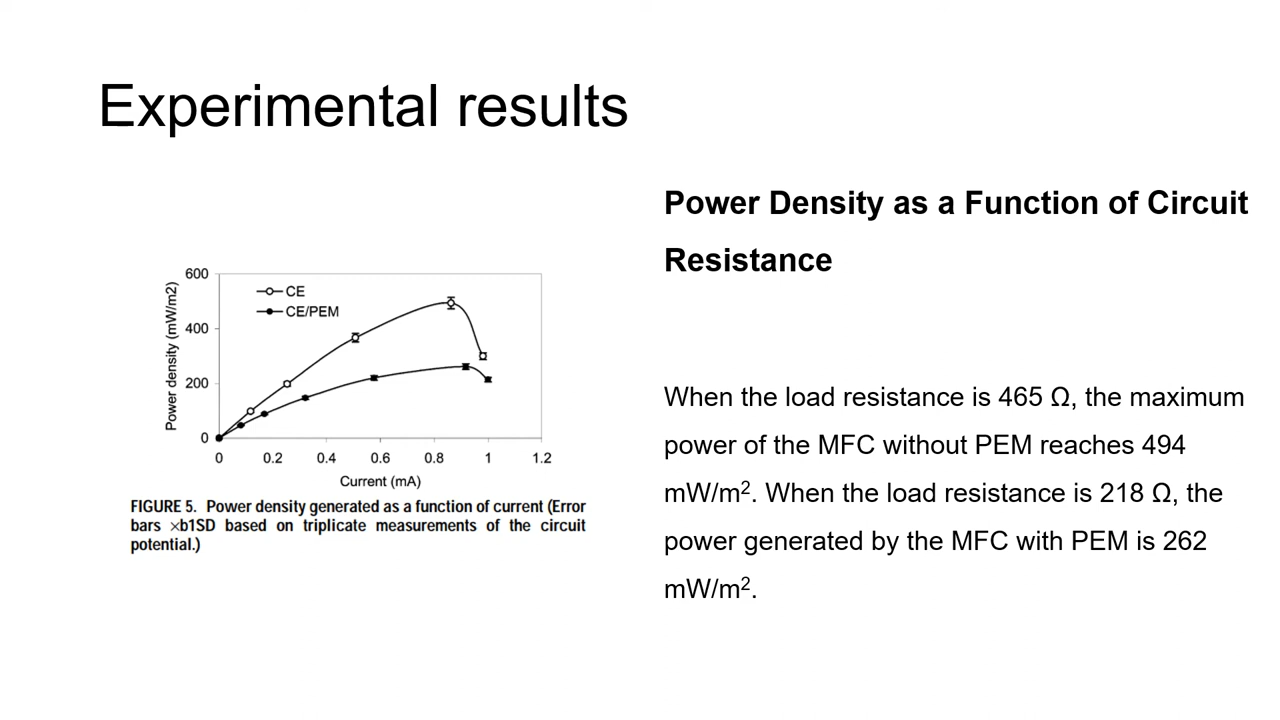 Experimental results
Power Density as a Function of Circuit
Resistance
Power density (mW/m2)
600
400
200
0
CE
CE/PEM
0 0.2 0.4 0.6 0.8 1 1.2
Current (mA)
FIGURE 5. Power density generated as a function of current (Error
bars ×b1SD based on triplicate measurements of the circuit
potential.)
When the load resistance is 465 Ω, the maximum
power of the MFC without PEM reaches 494
mW/m². When the load resistance is 218 Ω, the
power generated by the MFC with PEM is 262
mW/m².